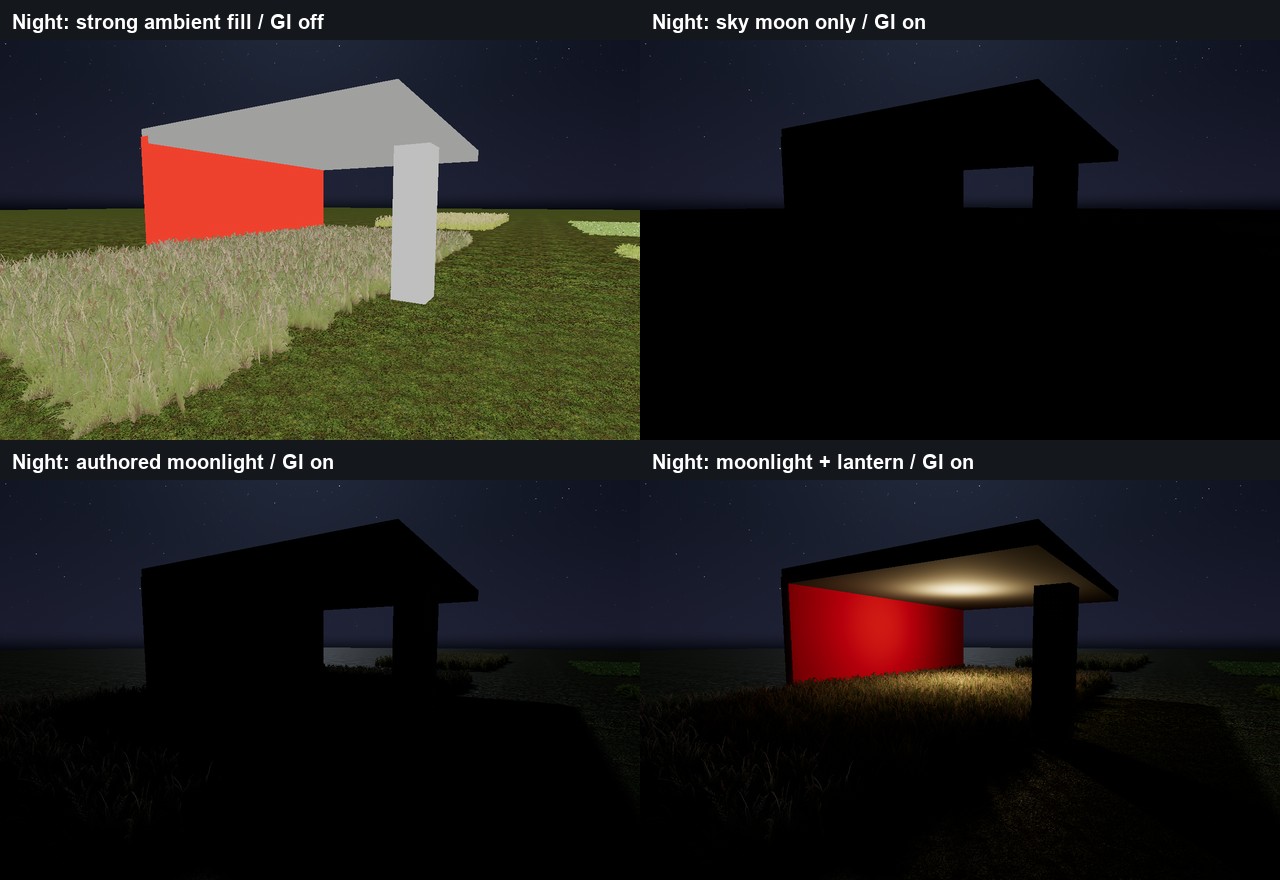 Night: strong ambient fill / GI off
Night: sky moon only / GI on
Night: authored moonlight / GI on
Night: moonlight + lantern / GI on